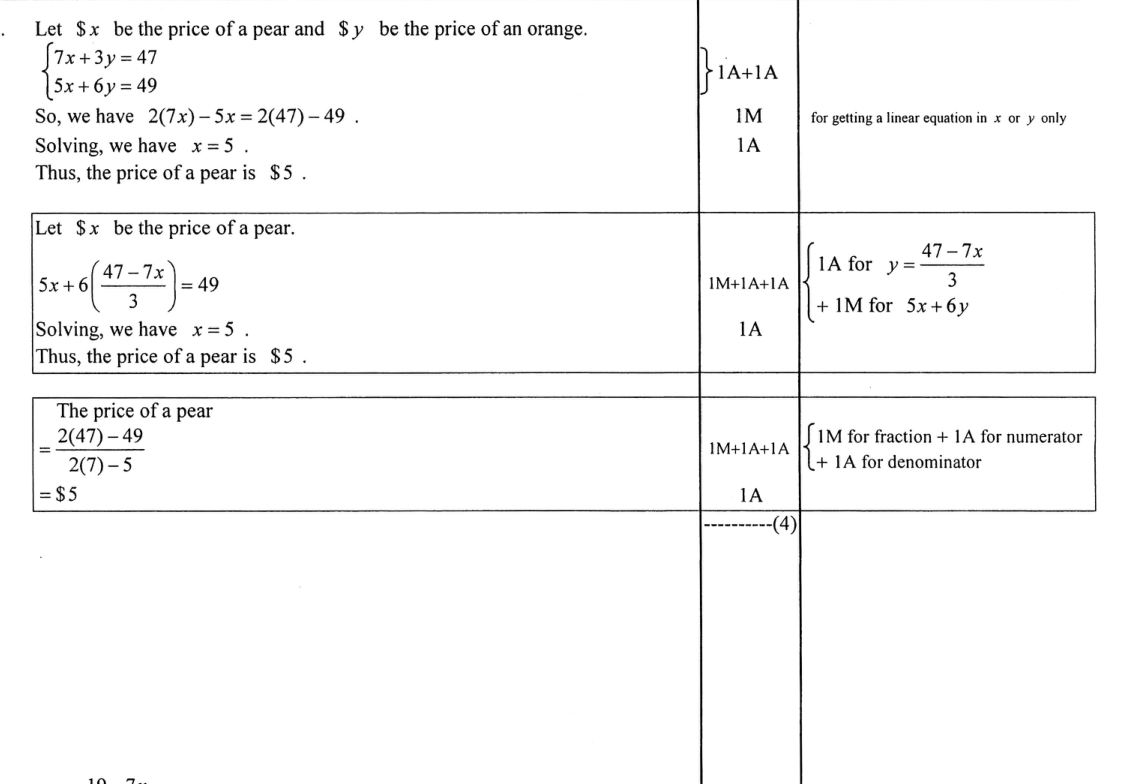 . Let $x be the price of a pear and $y be the price of an orange.
{7x + 3y = 47
5x + 6y = 49
} 1A+1A
So, we have 2(7x) – 5x = 2(47) – 49 . 1M for getting a linear equation in x or y only
Solving, we have x = 5 . 1A
Thus, the price of a pear is $5 .
Let $x be the price of a pear.
5x + 6((47 – 7x)/3) = 49 1M+1A+1A { 1A for y = (47 – 7x)/3
+ 1M for 5x + 6y
Solving, we have x = 5 . 1A
Thus, the price of a pear is $5 .
The price of a pear
= (2(47) – 49)/(2(7) – 5) 1M+1A+1A { 1M for fraction + 1A for numerator
+ 1A for denominator
= $5 1A
----------(4)